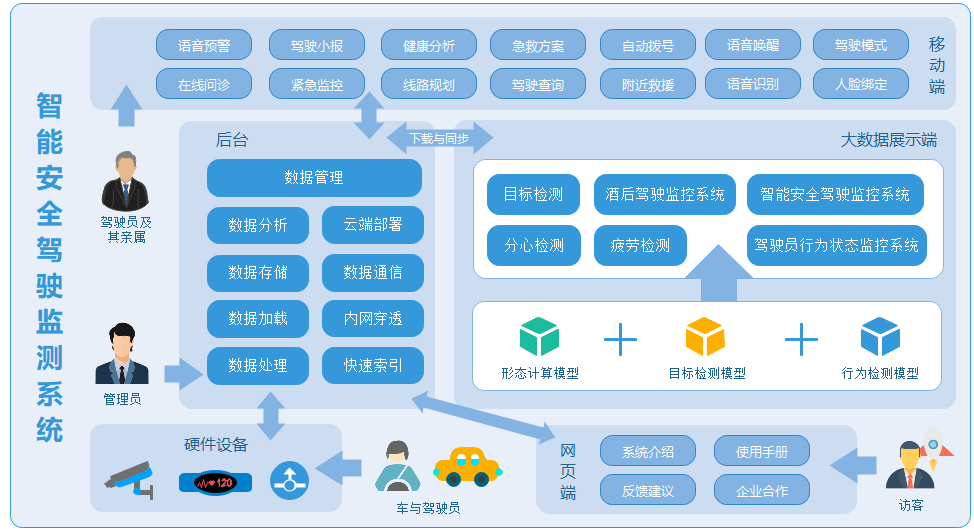 智能安全驾驶监测系统
语音预警 驾驶小报 健康分析 急救方案 自动拨号 语音唤醒 驾驶模式
在线问诊 紧急监控 线路规划 驾驶查询 附近救援 语音识别 人脸绑定
移动端
驾驶员及
其亲属
管理员
后台
下载与同步
数据管理
数据分析 云端部署
数据存储 数据通信
数据加载 内网穿透
数据处理 快速索引
大数据展示端
目标检测 酒后驾驶监控系统 智能安全驾驶监控系统
分心检测 疲劳检测 驾驶员行为状态监控系统
形态计算模型 目标检测模型 行为检测模型
硬件设备
120
车与驾驶员
网页端
系统介绍 使用手册
反馈建议 企业合作
访客